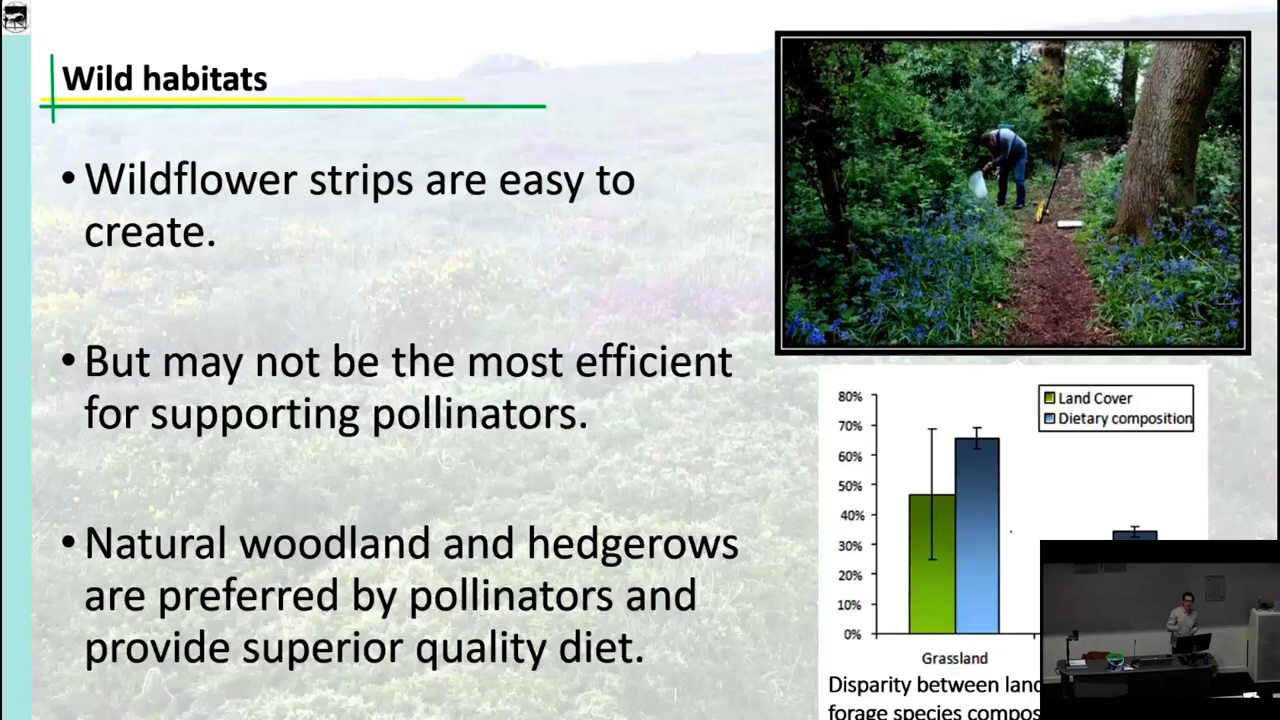 Wild habitats
• Wildflower strips are easy to
create.
• But may not be the most efficient
for supporting pollinators.
• Natural woodland and hedgerows
are preferred by pollinators and
provide superior quality diet.
80%
70%
60%
50%
40%
30%
20%
10%
0%
Land Cover
Dietary composition
Grassland
Disparity between
forage species